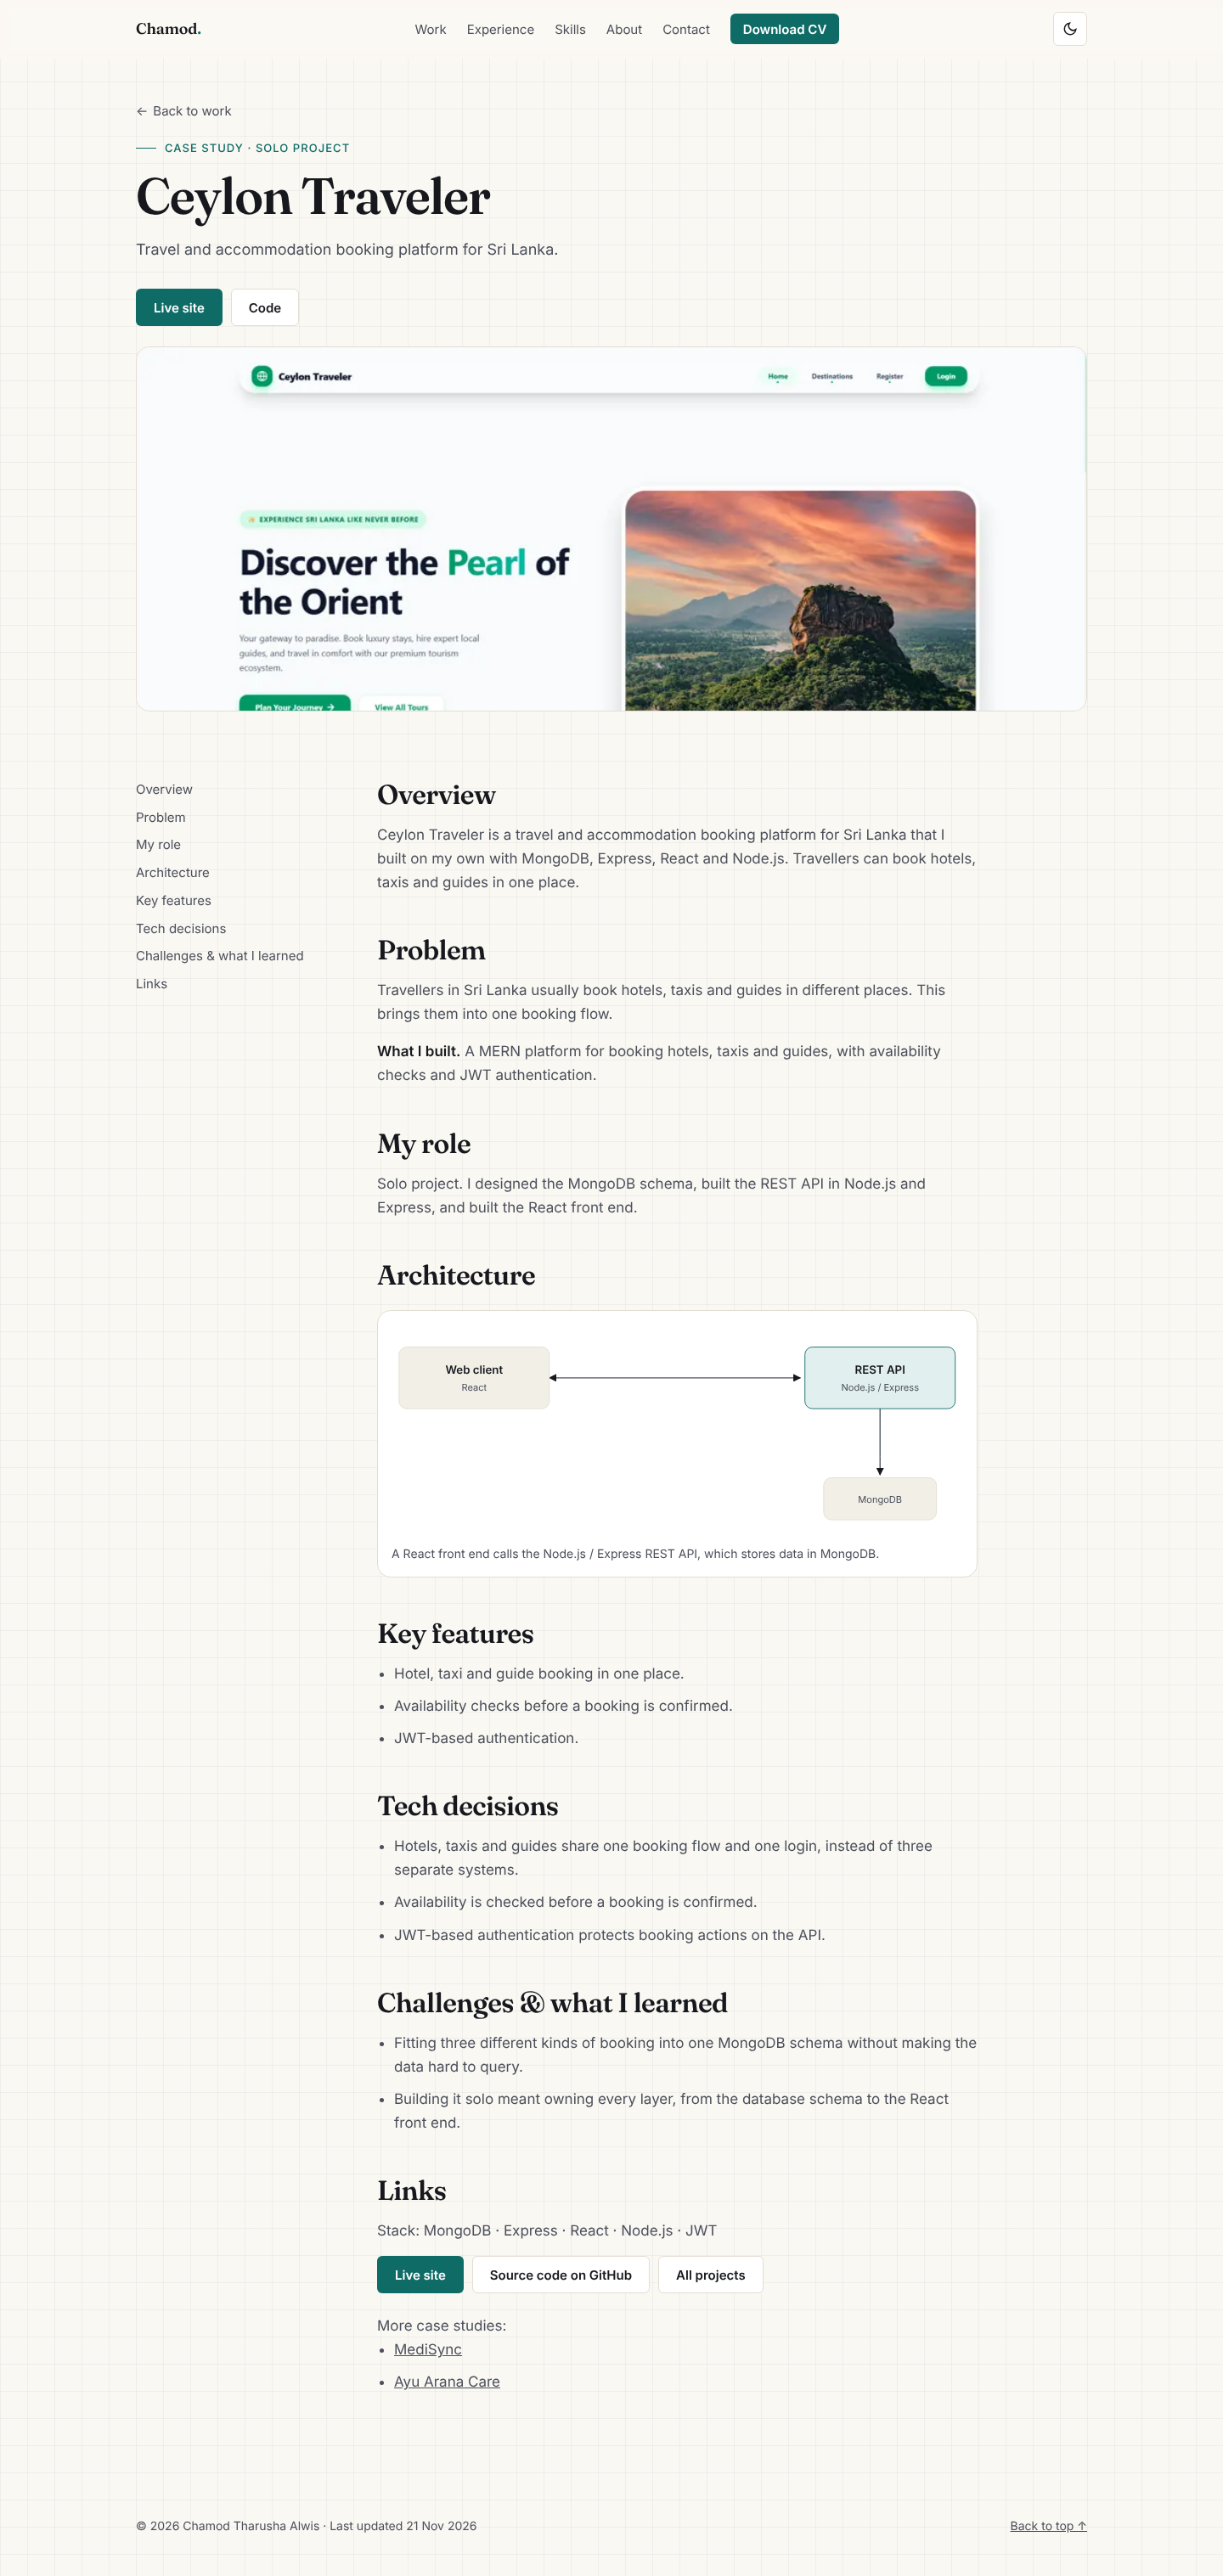 Chamod.
Work Experience Skills About Contact Download CV
← Back to work
CASE STUDY · SOLO PROJECT
Ceylon Traveler
Travel and accommodation booking platform for Sri Lanka.
Live site Code
Ceylon Traveler Home Destinations Register Login
EXPERIENCE SRI LANKA LIKE NEVER BEFORE
Discover the Pearl of
the Orient
Your gateway to paradise. Book luxury stays, hire expert local
guides, and travel in comfort with our premium tourism
ecosystem.
Plan Your Journey → View All Tours
Overview
Problem
My role
Architecture
Key features
Tech decisions
Challenges & what I learned
Links
Overview
Ceylon Traveler is a travel and accommodation booking platform for Sri Lanka that I
built on my own with MongoDB, Express, React and Node.js. Travellers can book hotels,
taxis and guides in one place.
Problem
Travellers in Sri Lanka usually book hotels, taxis and guides in different places. This
brings them into one booking flow.
What I built. A MERN platform for booking hotels, taxis and guides, with availability
checks and JWT authentication.
My role
Solo project. I designed the MongoDB schema, built the REST API in Node.js and
Express, and built the React front end.
Architecture
Web client
React
REST API
Node.js / Express
MongoDB
A React front end calls the Node.js / Express REST API, which stores data in MongoDB.
Key features
• Hotel, taxi and guide booking in one place.
• Availability checks before a booking is confirmed.
• JWT-based authentication.
Tech decisions
• Hotels, taxis and guides share one booking flow and one login, instead of three
separate systems.
• Availability is checked before a booking is confirmed.
• JWT-based authentication protects booking actions on the API.
Challenges & what I learned
• Fitting three different kinds of booking into one MongoDB schema without making the
data hard to query.
• Building it solo meant owning every layer, from the database schema to the React
front end.
Links
Stack: MongoDB · Express · React · Node.js · JWT
Live site Source code on GitHub All projects
More case studies:
• MediSync
• Ayu Arana Care
© 2026 Chamod Tharusha Alwis · Last updated 21 Nov 2026
Back to top ↑